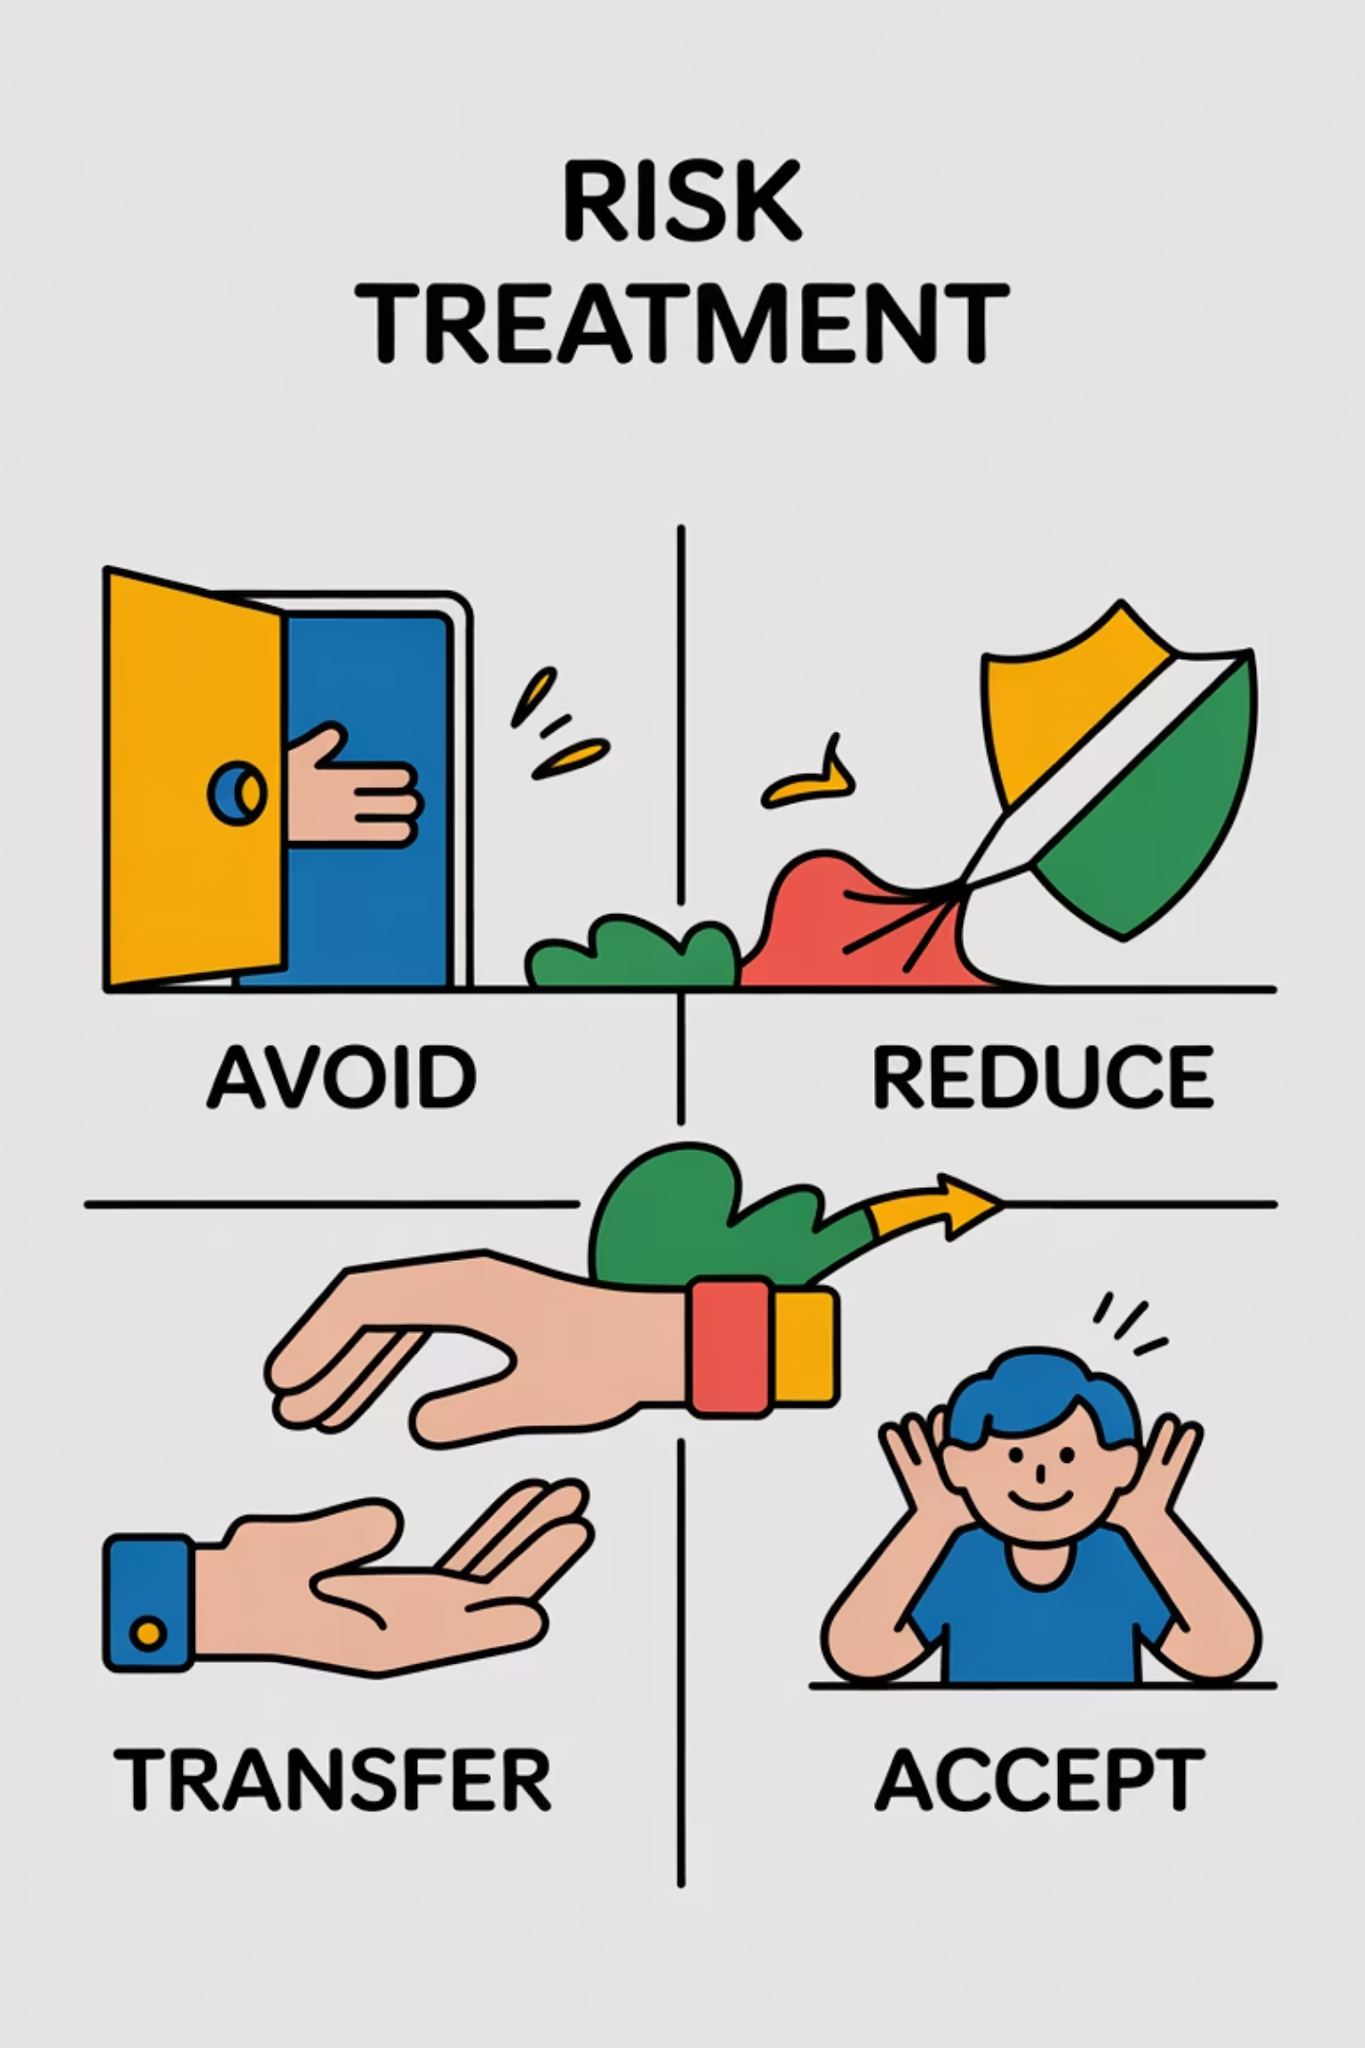 RISK
TREATMENT
AVOID
REDUCE
TRANSFER
ACCEPT